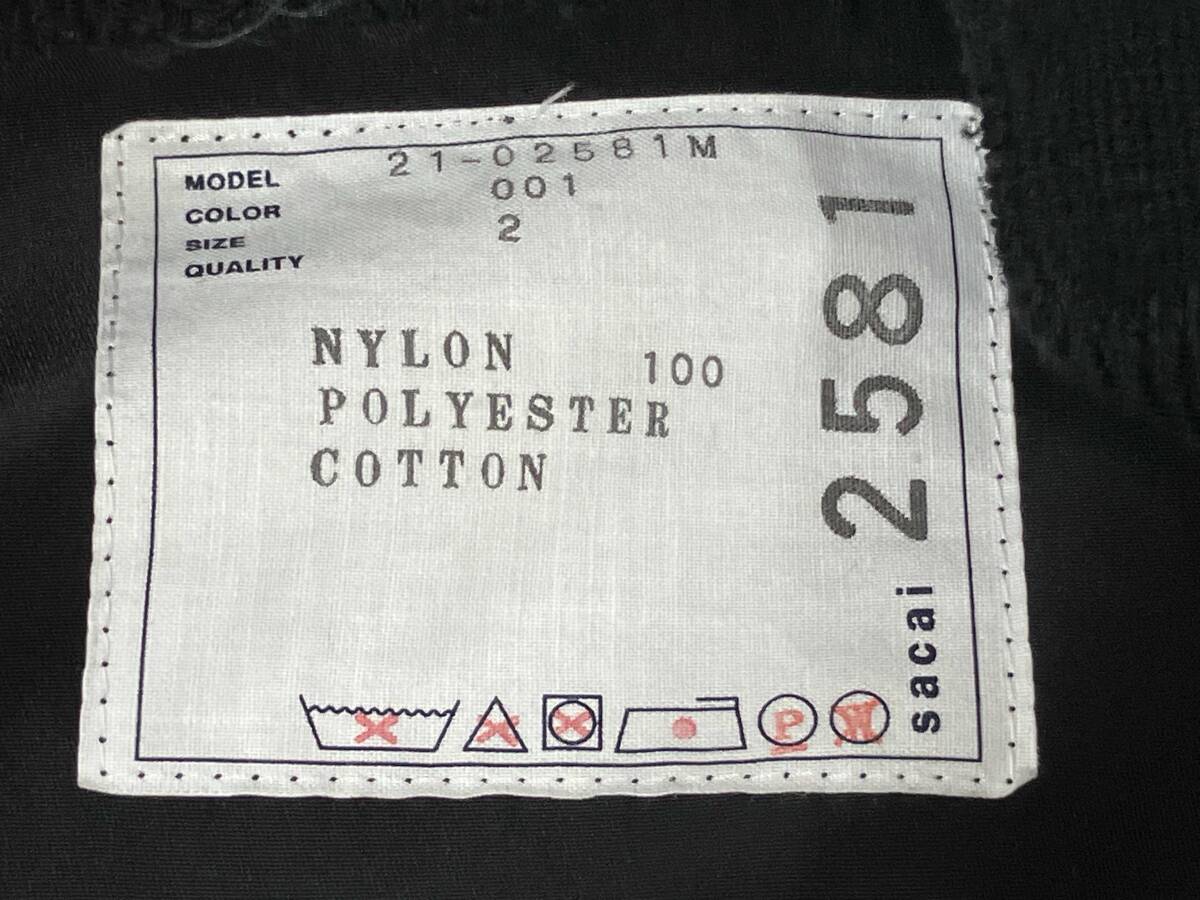 MODEL 21-02581M
COLOR 001
SIZE 2
QUALITY
NYLON 100
POLYESTER
COTTON
P
W
sacai 2581